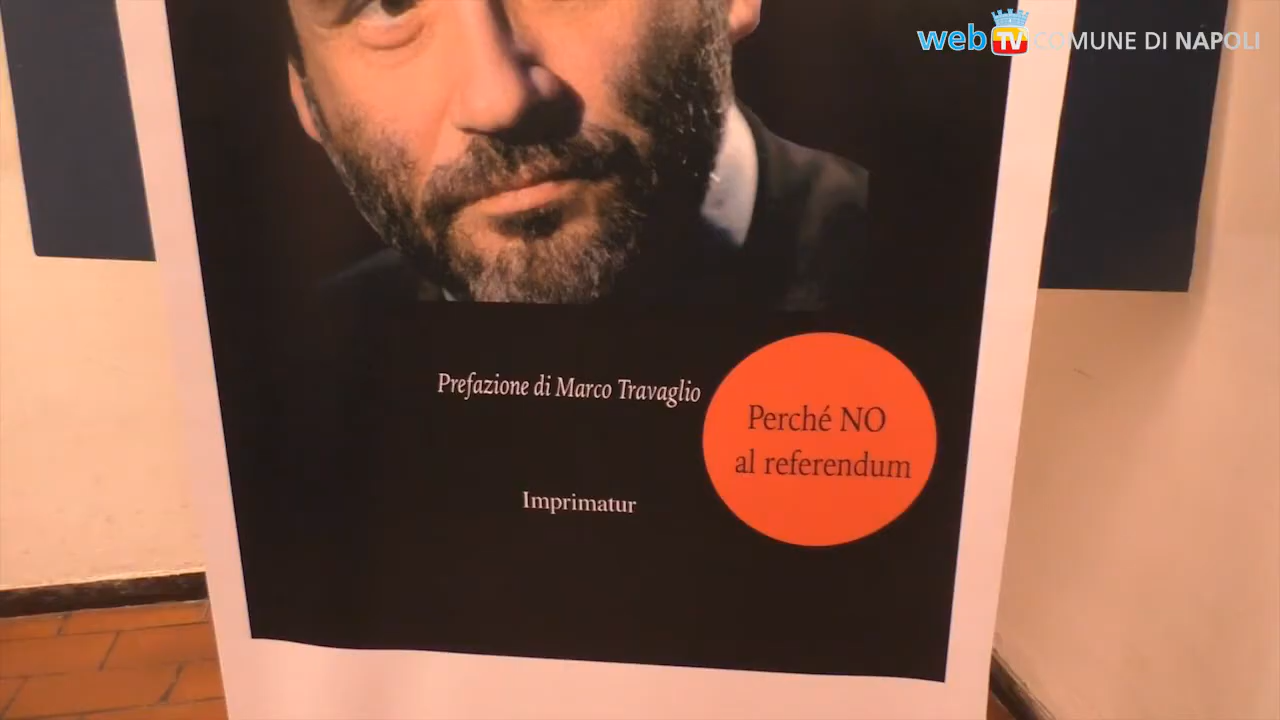 web TV COMUNE DI NAPOLI
Prefazione di Marco Travaglio
Perché NO
al referendum
Imprimatur